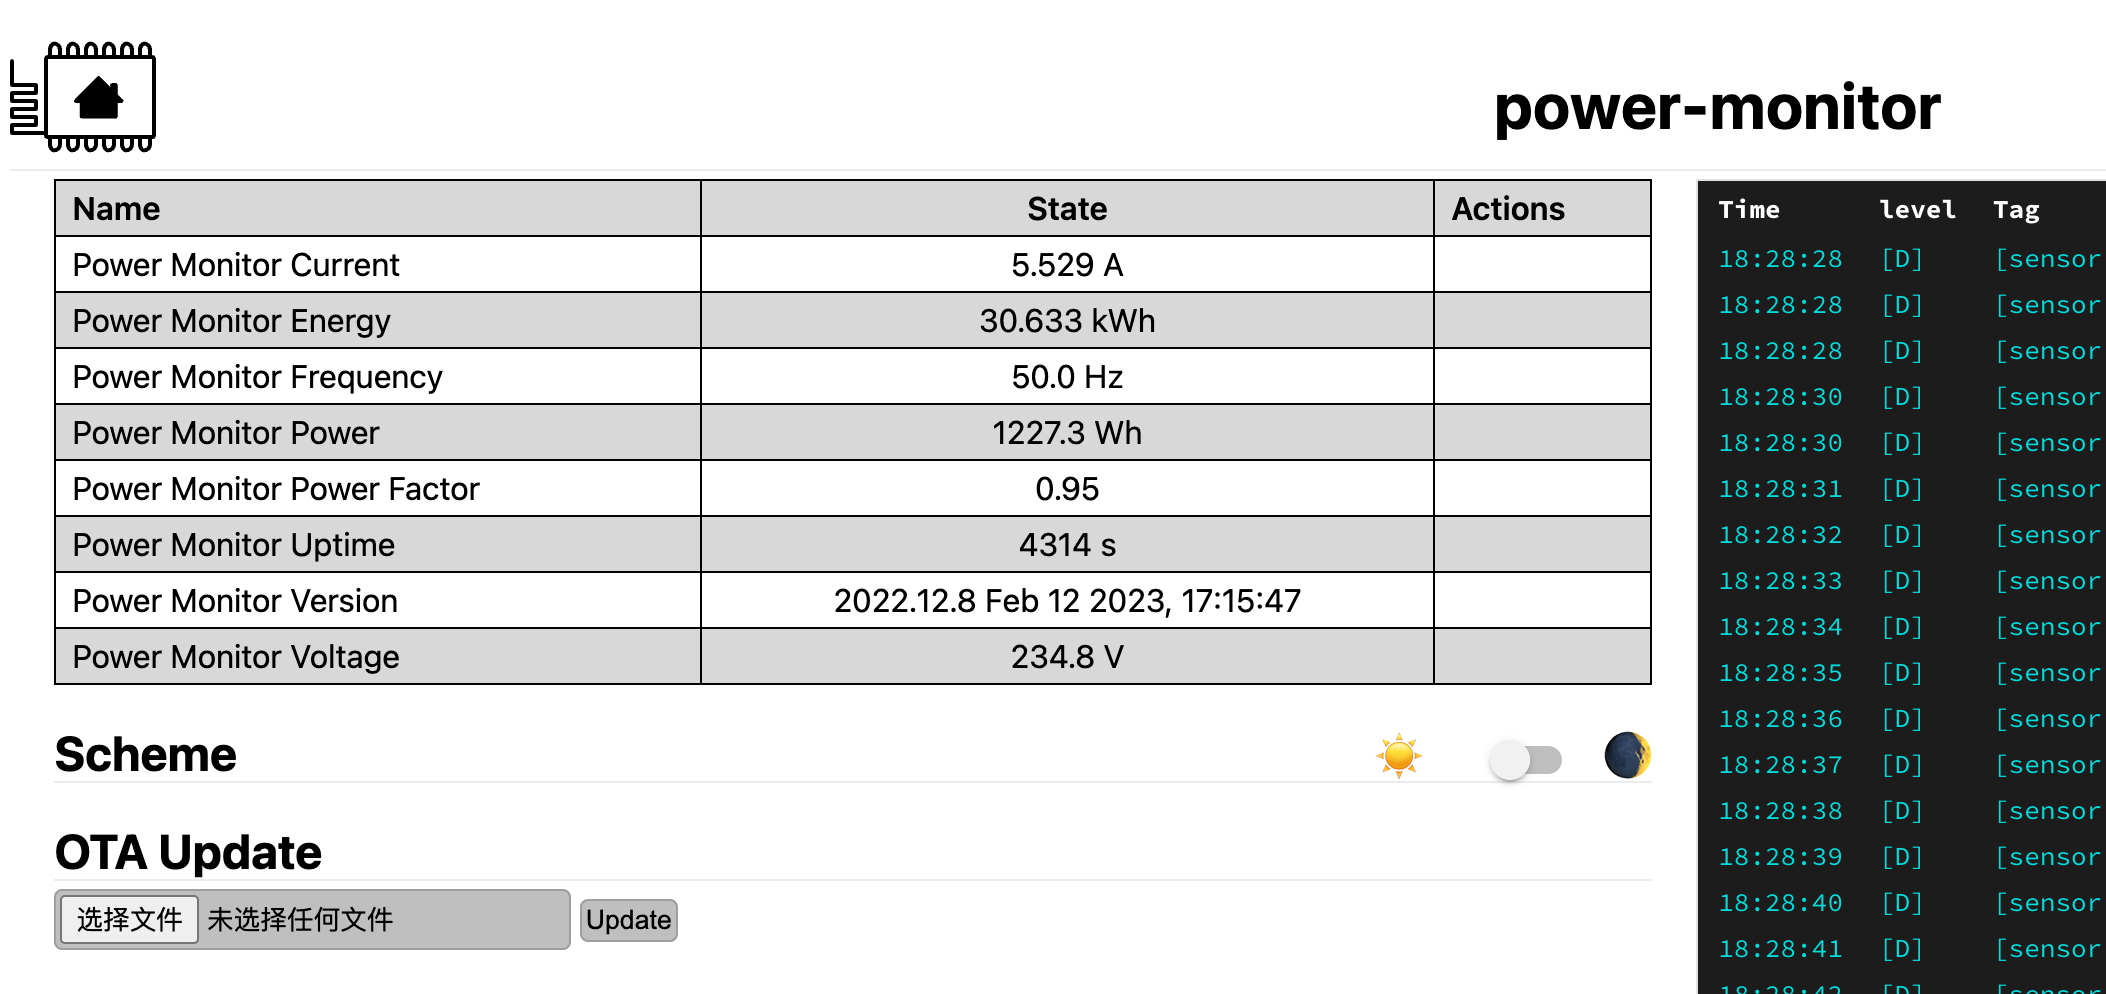 power-monitor
Name State Actions
Power Monitor Current 5.529 A
Power Monitor Energy 30.633 kWh
Power Monitor Frequency 50.0 Hz
Power Monitor Power 1227.3 Wh
Power Monitor Power Factor 0.95
Power Monitor Uptime 4314 s
Power Monitor Version 2022.12.8 Feb 12 2023, 17:15:47
Power Monitor Voltage 234.8 V
Scheme
OTA Update
选择文件 未选择任何文件 Update
Time level Tag
18:28:28 [D] [sensor
18:28:28 [D] [sensor
18:28:28 [D] [sensor
18:28:30 [D] [sensor
18:28:30 [D] [sensor
18:28:31 [D] [sensor
18:28:32 [D] [sensor
18:28:33 [D] [sensor
18:28:34 [D] [sensor
18:28:35 [D] [sensor
18:28:36 [D] [sensor
18:28:37 [D] [sensor
18:28:38 [D] [sensor
18:28:39 [D] [sensor
18:28:40 [D] [sensor
18:28:41 [D] [sensor